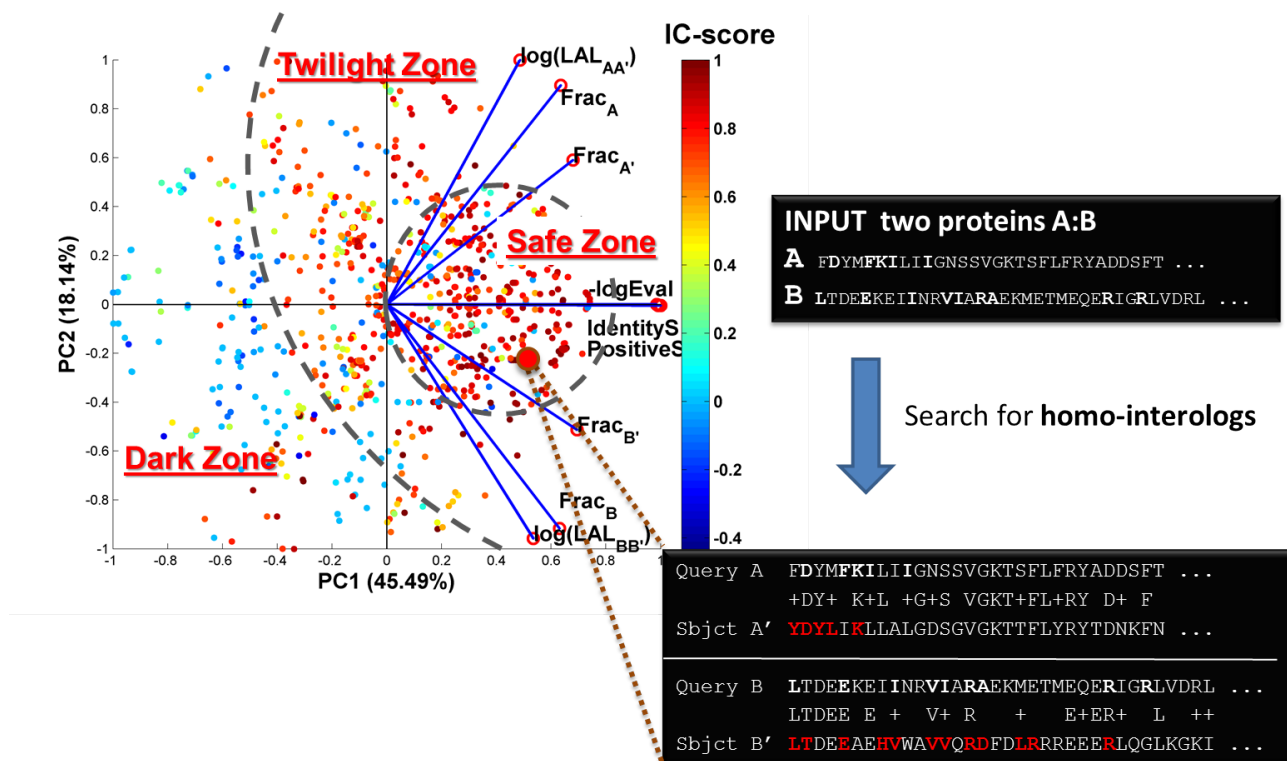 IC-score
Twilight Zone
log(LAL_AA')
Frac_A
Frac_A'
Safe Zone
-logEval
IdentityS
PositiveS
Frac_B'
Dark Zone
Frac_B
log(LAL_BB')
1
0.8
0.6
0.4
0.2
0
-0.2
-0.4
-0.6
-0.8
-1
PC2 (18.14%)
-1
-0.8
-0.6
-0.4
-0.2
0
0.2
0.4
0.6
0.8
1
PC1 (45.49%)
1
0.8
0.6
0.4
0.2
0
-0.2
-0.4
INPUT two proteins A:B
A FDYMFKILIIGNSSVGKTSFLFRYADDSFT ...
B LTDEEKEIINRVIARAEKMETMEQERIGRLVDRL ...
Search for homo-interologs
Query A FDYMFKILIIGNSSVGKTSFLFRYADDSFT ...
+DY+ K+L +G+S VGKT+FL+RY D+ F
Sbjct A’ YDYLIKLLALGDSGVGKTTFLYRYTDNKFN ...
Query B LTDEEKEIINRVIARAEKMETMEQERIGRLVDRL ...
LTDEE E + V+ R + E+ER+ L ++
Sbjct B’ LTDEEAEHVWAVVQRDFDLRRREEERLQGLKGKI ...